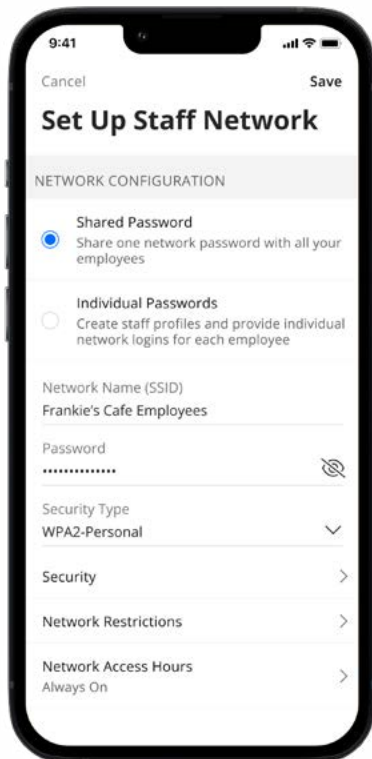 9:41
Cancel
Save
Set Up Staff Network
NETWORK CONFIGURATION
Shared Password
Share one network password with all your
employees
Individual Passwords
Create staff profiles and provide individual
network logins for each employee
Network Name (SSID)
Frankie's Cafe Employees
Password
••••••••••••••
Security Type
WPA2-Personal
Security
Network Restrictions
Network Access Hours
Always On